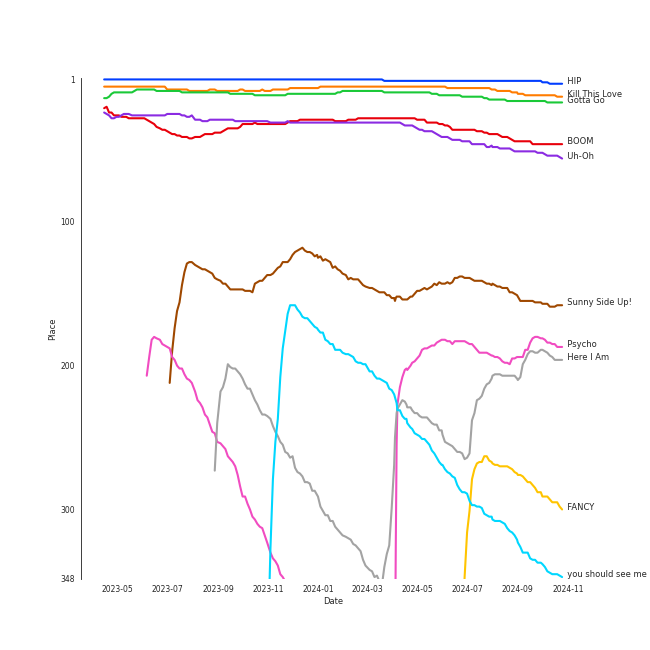 1
100
200
300
348
Place
2023-05
2023-07
2023-09
2023-11
2024-01
2024-03
2024-05
2024-07
2024-09
2024-11
Date
HIP
Kill This Love
Gotta Go
BOOM
Uh-Oh
Sunny Side Up!
Psycho
Here I Am
FANCY
you should see me